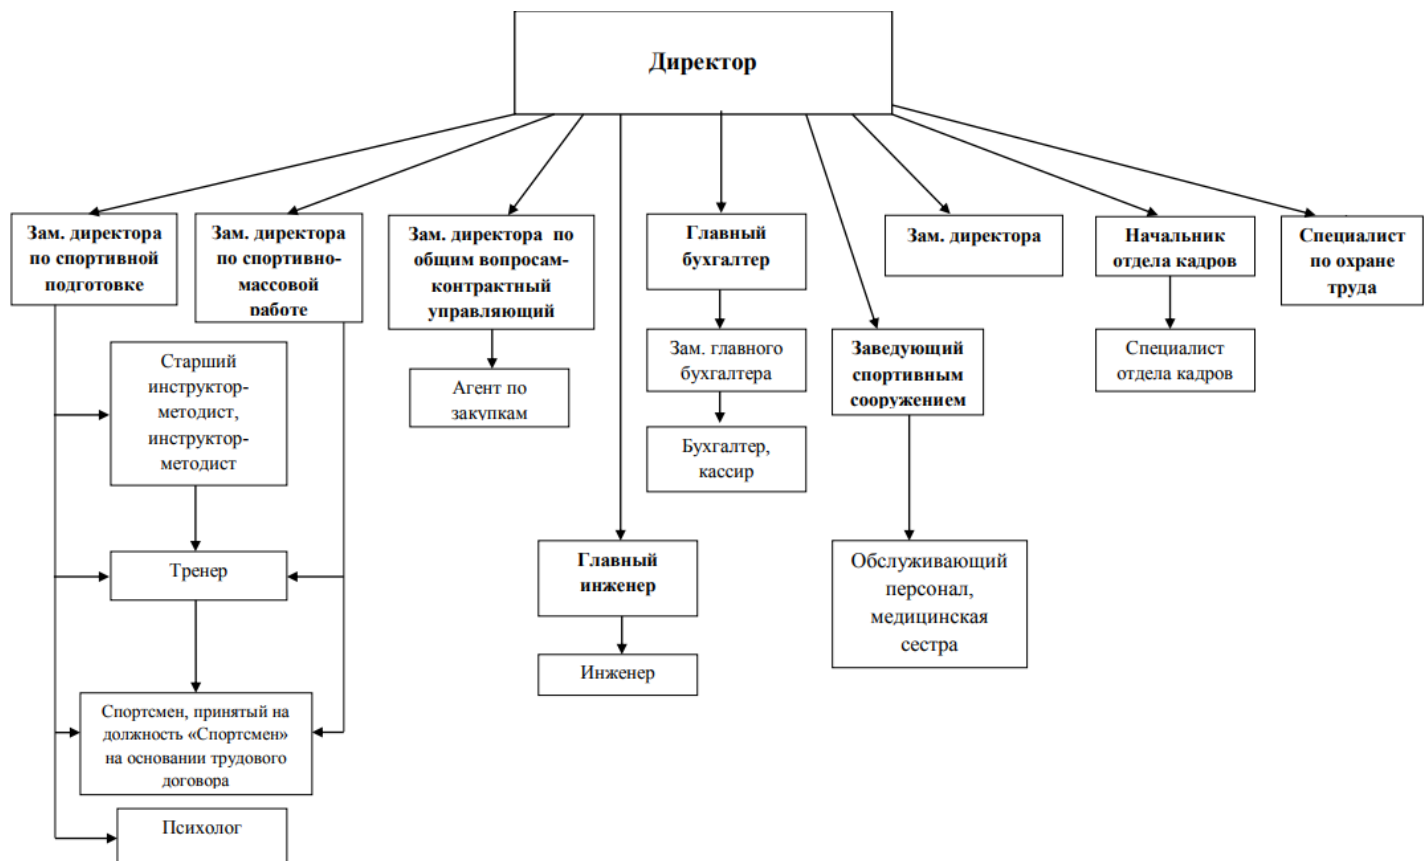 Директор
Зам. директора
по спортивной
подготовке
Зам. директора
по спортивно-
массовой
работе
Зам. директора по
общим вопросам-
контрактный
управляющий
Главный
бухгалтер
Зам. директора
Начальник
отдела кадров
Специалист
по охране
труда
Старший
инструктор-
методист,
инструктор-
методист
Агент по
закупкам
Зам. главного
бухгалтера
Заведующий
спортивным
сооружением
Специалист
отдела кадров
Бухгалтер,
кассир
Тренер
Главный
инженер
Обслуживающий
персонал,
медицинская
сестра
Инженер
Спортсмен, принятый на
должность «Спортсмен»
на основании трудового
договора
Психолог